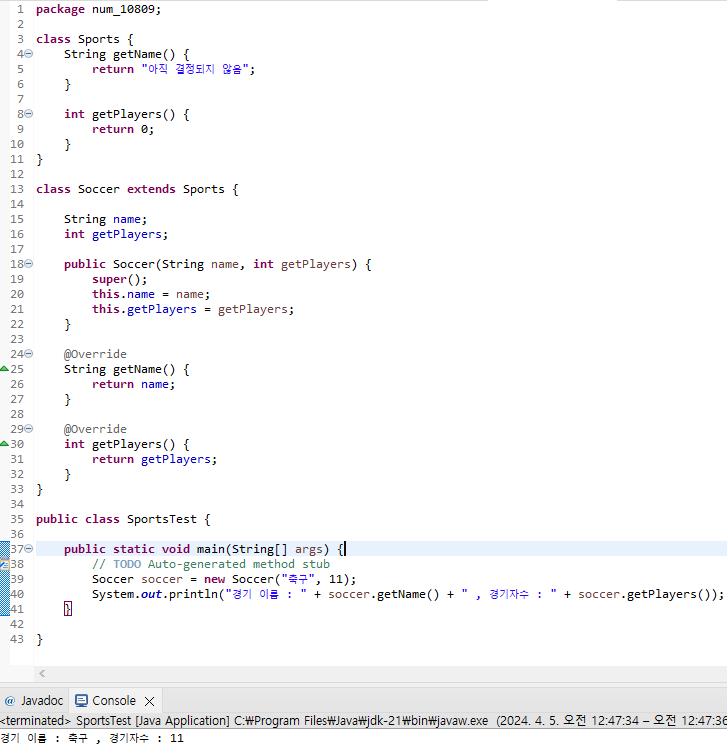 1 package num_10809;
2
3 class Sports {
4 String getName() {
5 return "아직 결정되지 않음";
6 }
7
8 int getPlayers() {
9 return 0;
10 }
11 }
12
13 class Soccer extends Sports {
14
15 String name;
16 int getPlayers;
17
18 public Soccer(String name, int getPlayers) {
19 super();
20 this.name = name;
21 this.getPlayers = getPlayers;
22 }
23
24 @Override
25 String getName() {
26 return name;
27 }
28
29 @Override
30 int getPlayers() {
31 return getPlayers;
32 }
33 }
34
35 public class SportsTest {
36
37 public static void main(String[] args) {
38 // TODO Auto-generated method stub
39 Soccer soccer = new Soccer("축구", 11);
40 System.out.println("경기 이름 : " + soccer.getName() + " , 경기자수 : " + soccer.getPlayers());
41 }
42
43 }
@ Javadoc Console
<terminated> SportsTest [Java Application] C:₩Program Files₩Java₩jdk-21₩bin₩javaw.exe (2024. 4. 5. 오전 12:47:34 – 오전 12:47:36
경기 이름 : 축구 , 경기자수 : 11